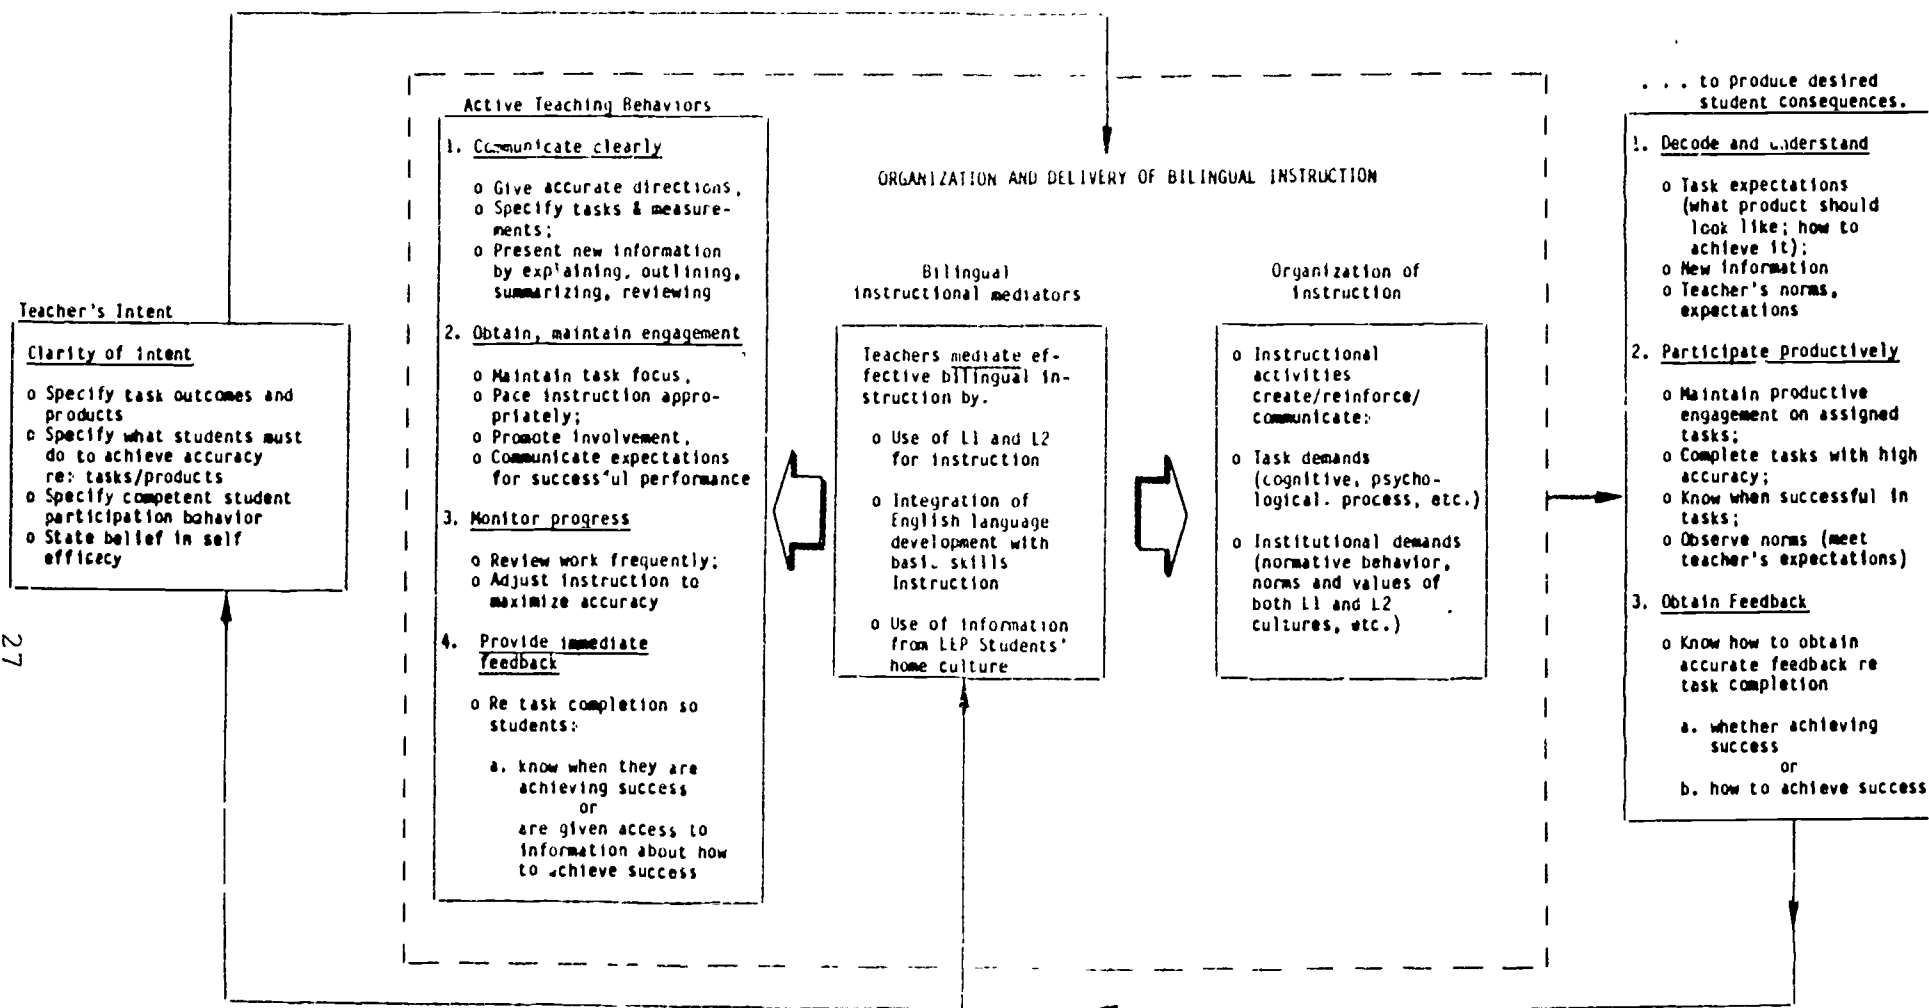 Teacher's Intent
Clarity of intent
o Specify task outcomes and
products
o Specify what students must
do to achieve accuracy
re: tasks/products
o Specify competent student
participation behavior
o State belief in self
efficacy
27
ORGANIZATION AND DELIVERY OF BILINGUAL INSTRUCTION
Active Teaching Behaviors
1. Communicate clearly
o Give accurate directions,
o Specify tasks & measure-
ments;
o Present new information
by explaining, outlining,
summarizing, reviewing
2. Obtain, maintain engagement
o Maintain task focus,
o Pace instruction appro-
priately;
o Promote involvement,
o Communicate expectations
for successful performance
3. Monitor progress
o Review work frequently;
o Adjust instruction to
maximize accuracy
4. Provide immediate
feedback
o Re task completion so
students:
a. know when they are
achieving success
or
are given access to
information about how
to achieve success
Bilingual
instructional mediators
Teachers mediate ef-
fective bilingual in-
struction by.
o Use of L1 and L2
for instruction
o Integration of
English language
development with
basic skills
Instruction
o Use of information
from LEP Students'
home culture
Organization of
instruction
o Instructional
activities
create/reinforce/
communicate:
o Task demands
(cognitive, psycho-
logical. process, etc.)
o Institutional demands
(normative behavior,
norms and values of
both L1 and L2
cultures, etc.)
. . . to produce desired
student consequences.
1. Decode and understand
o Task expectations
(what product should
look like; how to
achieve it);
o New information
o Teacher's norms,
expectations
2. Participate productively
o Maintain productive
engagement on assigned
tasks;
o Complete tasks with high
accuracy;
o Know when successful in
tasks;
o Observe norms (meet
teacher's expectations)
3. Obtain Feedback
o Know how to obtain
accurate feedback re
task completion
a. whether achieving
success
or
b. how to achieve success